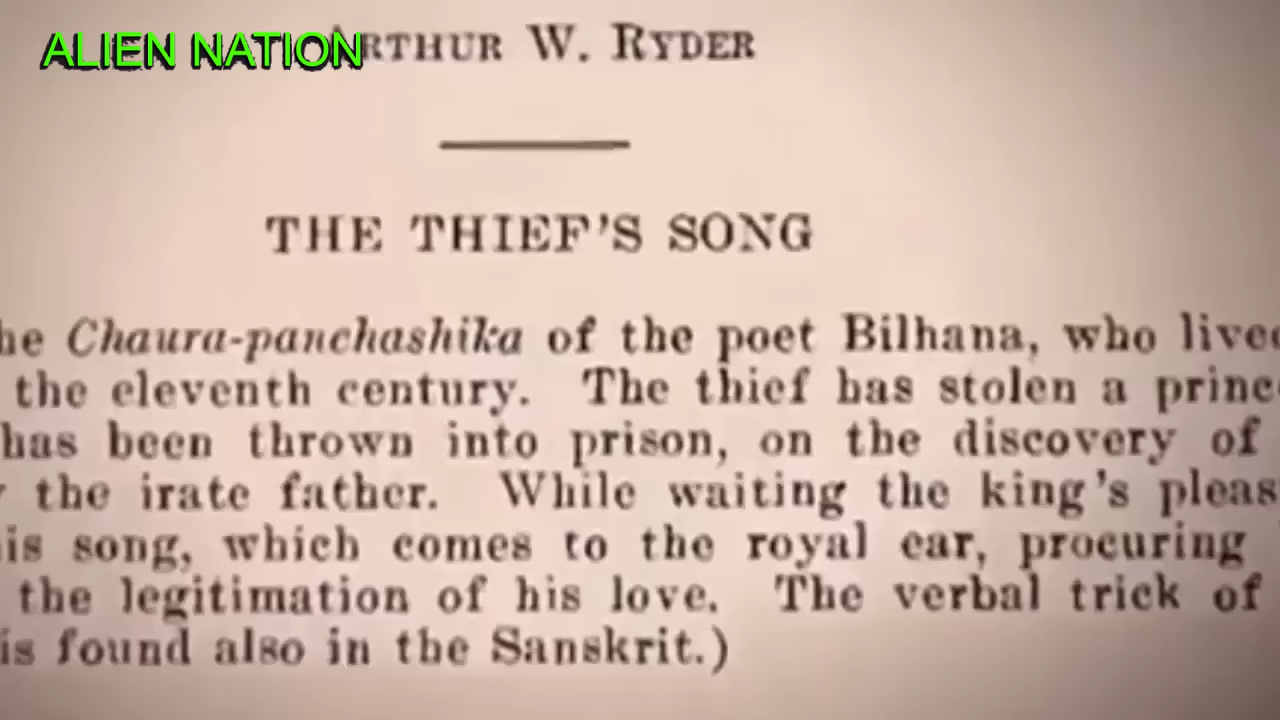 ALIEN NATION
RTHUR W. RYDER
THE THIEF'S SONG
he Chaura-panchashika of the poet Bilhana, who lived
the eleventh century. The thief has stolen a princ
has been thrown into prison, on the discovery of
the irate father. While waiting the king's pleas
is song, which comes to the royal ear, procuring
the legitimation of his love. The verbal trick of
is found also in the Sanskrit.)